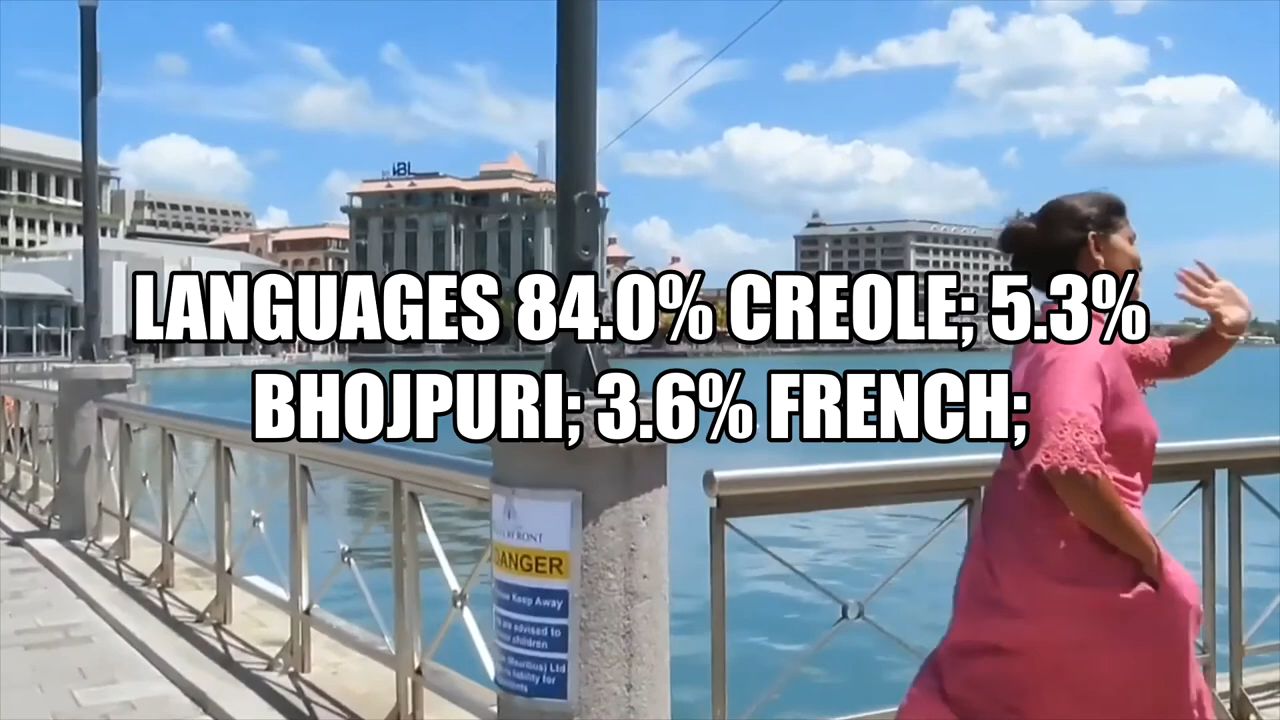 IBL
LANGUAGES 84.0% CREOLE; 5.3%
BHOJPURI; 3.6% FRENCH;
DANGER
Keep Away
are advised to
children
(Mauritius) Ltd
liability for